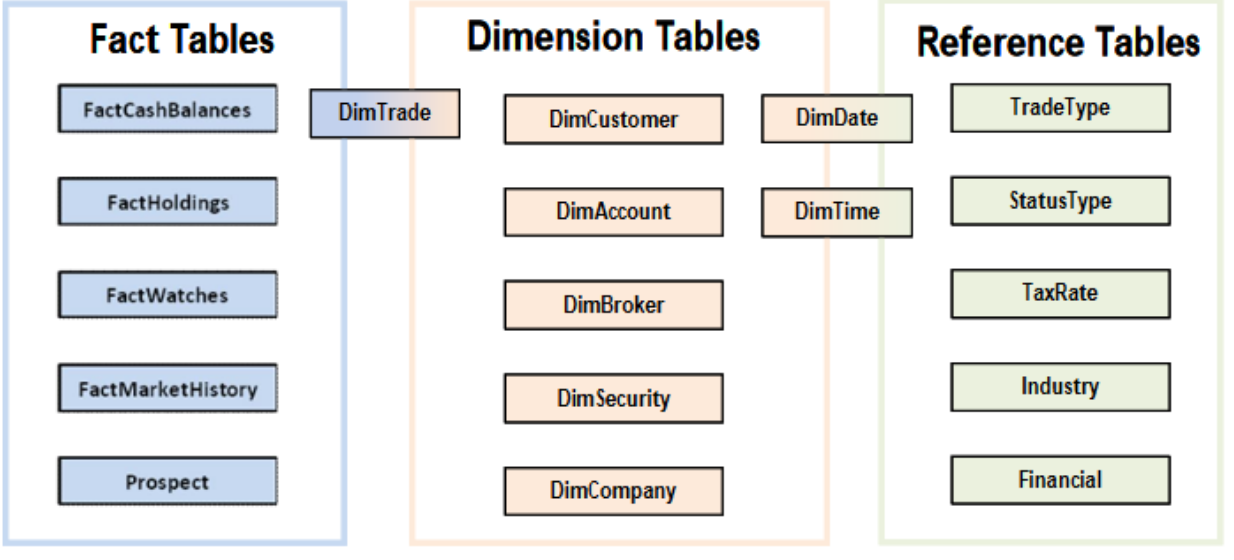 Fact Tables
FactCashBalances
FactHoldings
FactWatches
FactMarketHistory
Prospect
DimTrade
Dimension Tables
DimCustomer
DimAccount
DimBroker
DimSecurity
DimCompany
DimDate
DimTime
Reference Tables
TradeType
StatusType
TaxRate
Industry
Financial